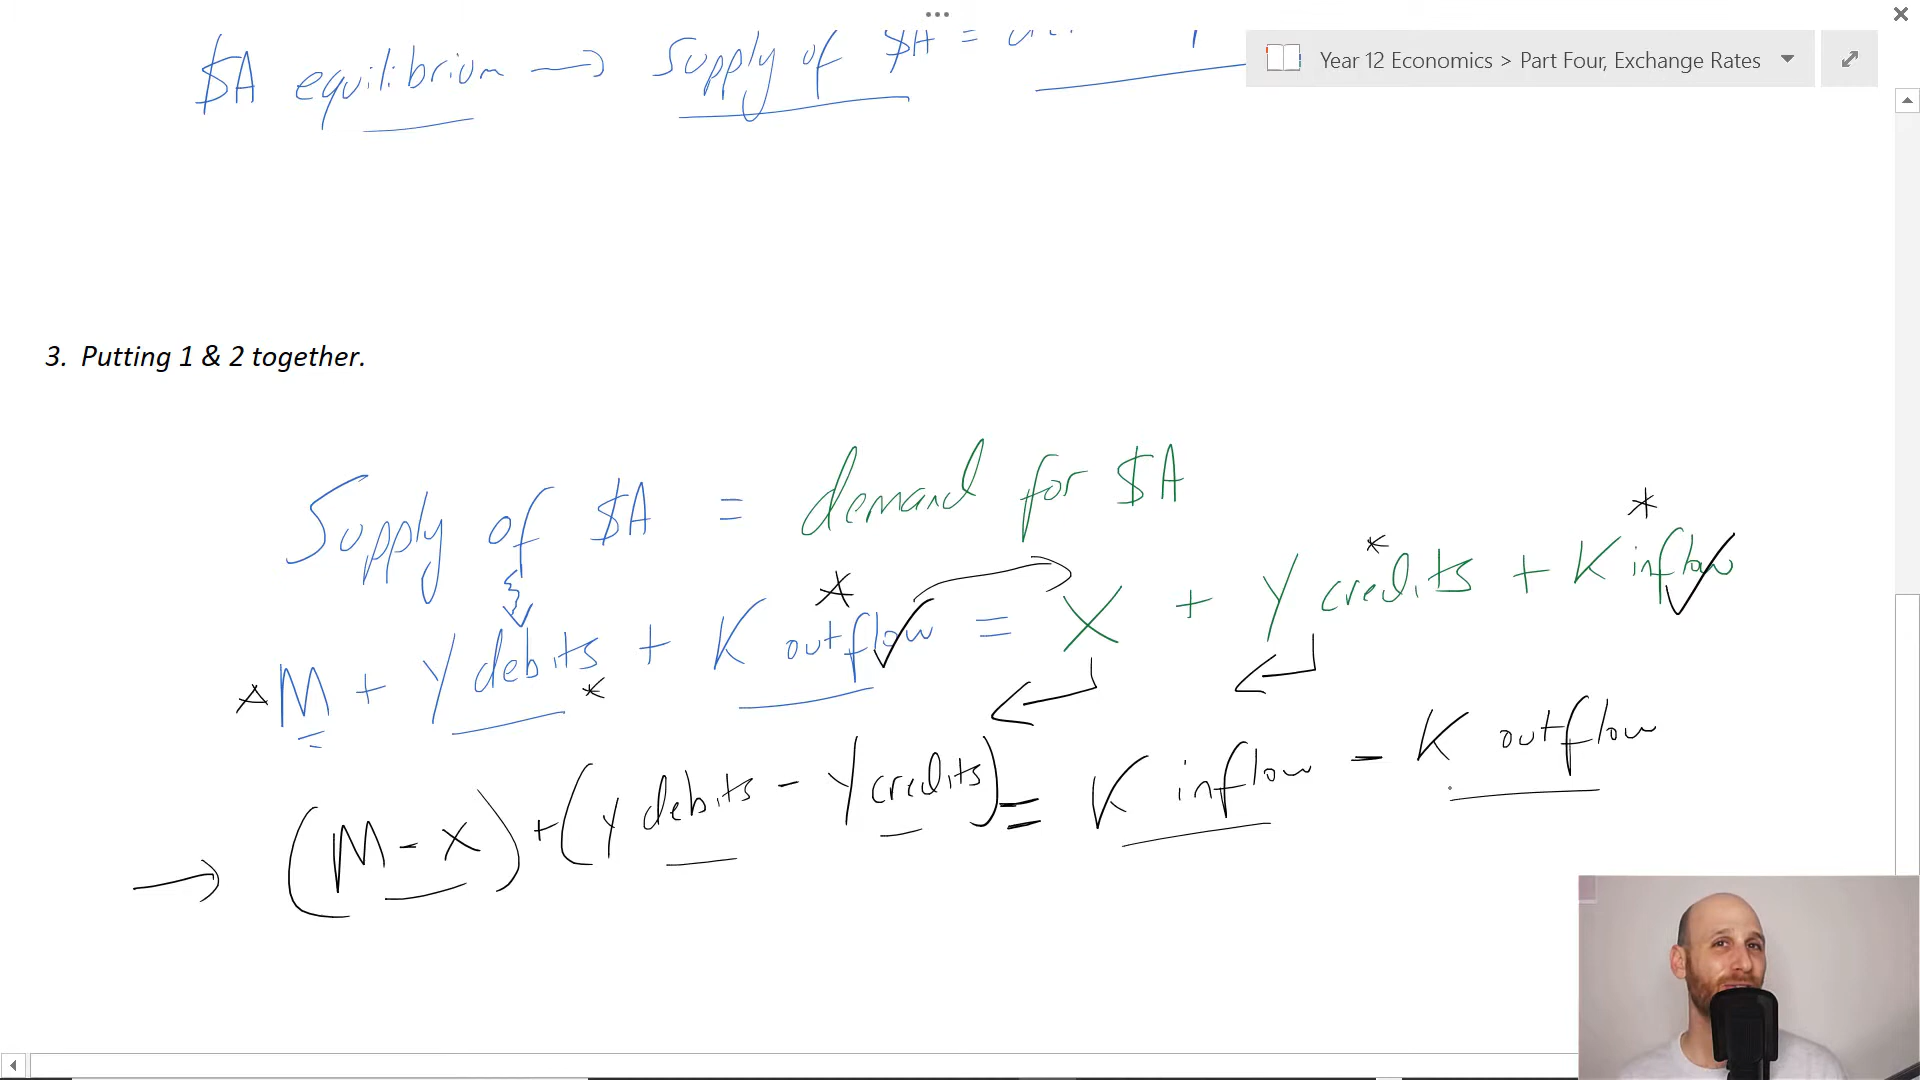 $A equilibrium → Supply of $A =
Year 12 Economics > Part Four, Exchange Rates
3. Putting 1 & 2 together.
Supply of $A = demand for $A
M + Y debits + K outflow = X + Y credits + K inflow
→ (M - X) + (Y debits - Y credits) = K inflow - K outflow